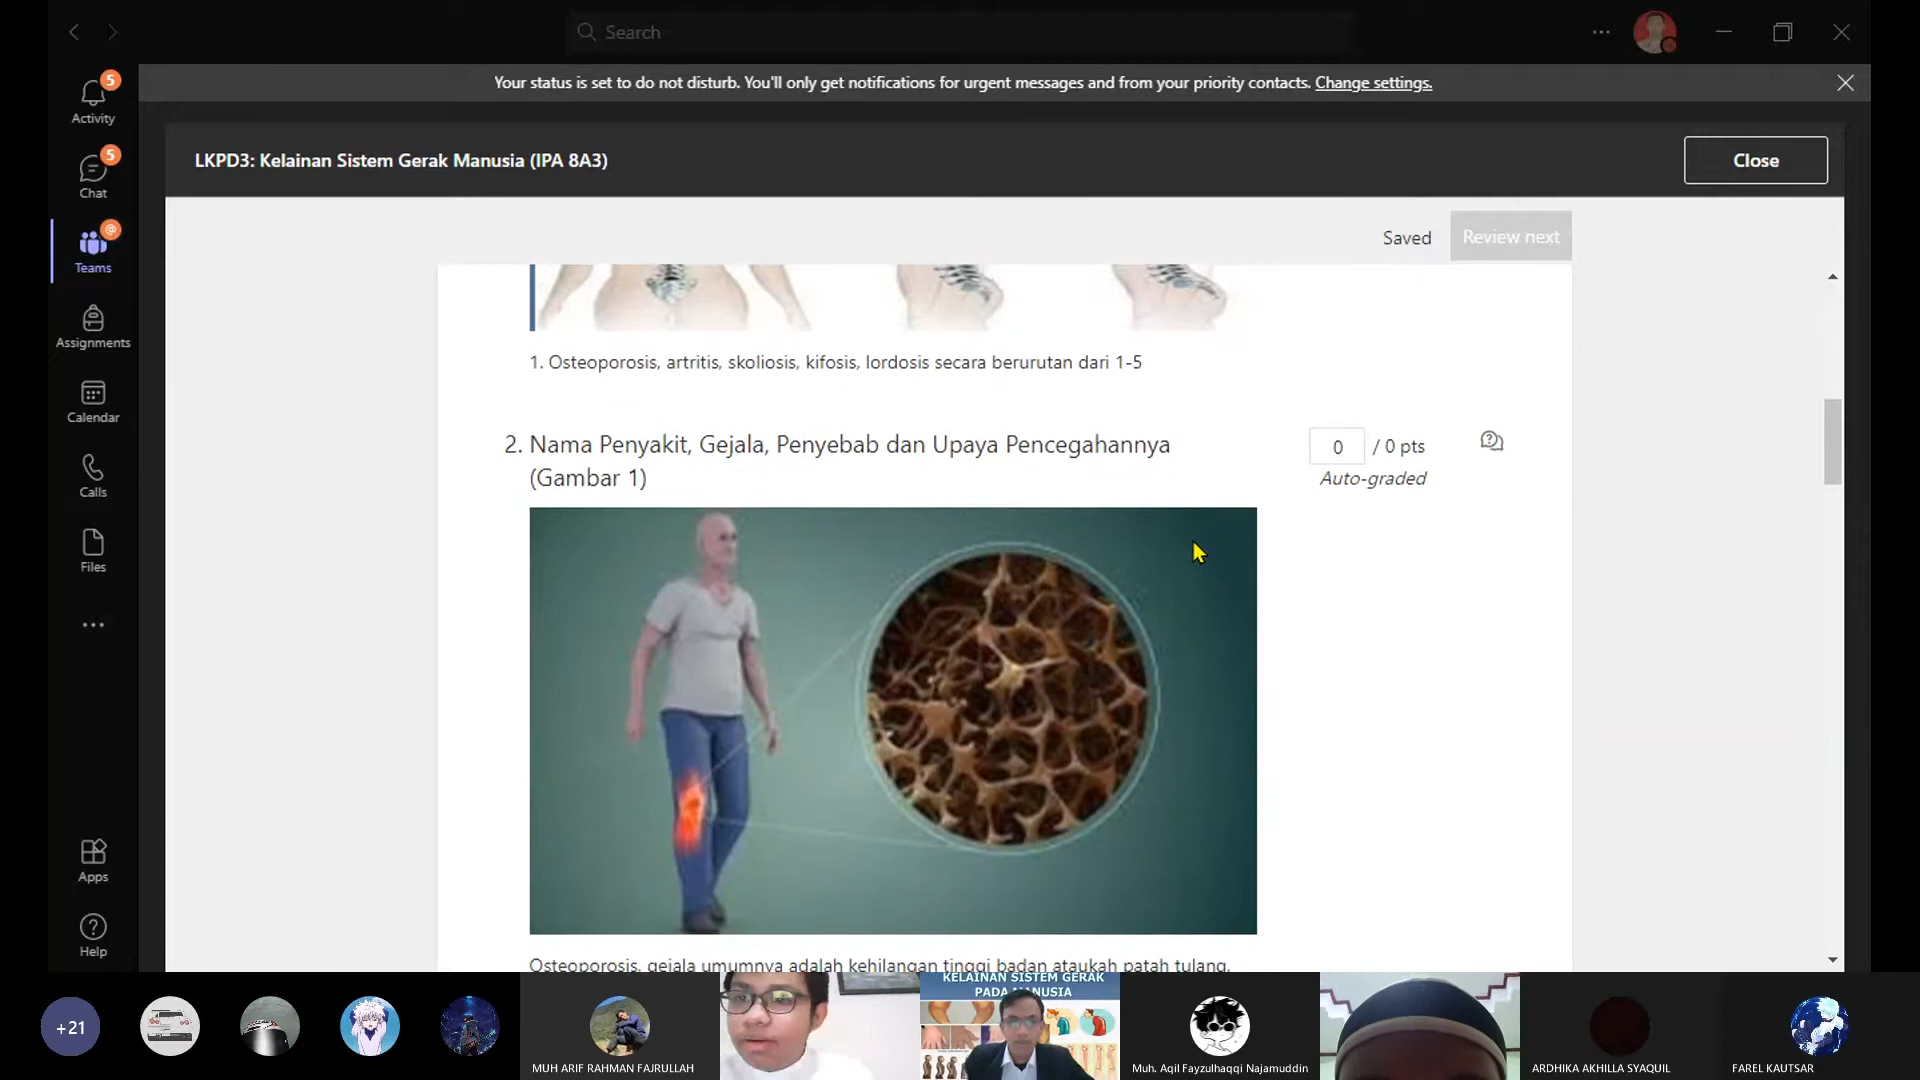 Search
5
Activity
Your status is set to do not disturb. You'll only get notifications for urgent messages and from your priority contacts. Change settings.
5
Chat
LKPD3: Kelainan Sistem Gerak Manusia (IPA 8A3)
Close
@
Teams
Saved
Review next
Assignments
1. Osteoporosis, artritis, skoliosis, kifosis, lordosis secara berurutan dari 1-5
Calendar
2. Nama Penyakit, Gejala, Penyebab dan Upaya Pencegahannya
(Gambar 1)
0 / 0 pts
Auto-graded
Calls
Files
Apps
Help
Osteoporosis, gejala umumnya adalah kehilangan tinggi badan ataukah patah tulang,
KELAINAN SISTEM GERAK
PADA MANUSIA
+21
MUH ARIF RAHMAN FAJRULLAH
Muh. Aqil Fayzulhaqqi Najamuddin
ARDHIKA AKHILLA SYAQUIL
FAREL KAUTSAR